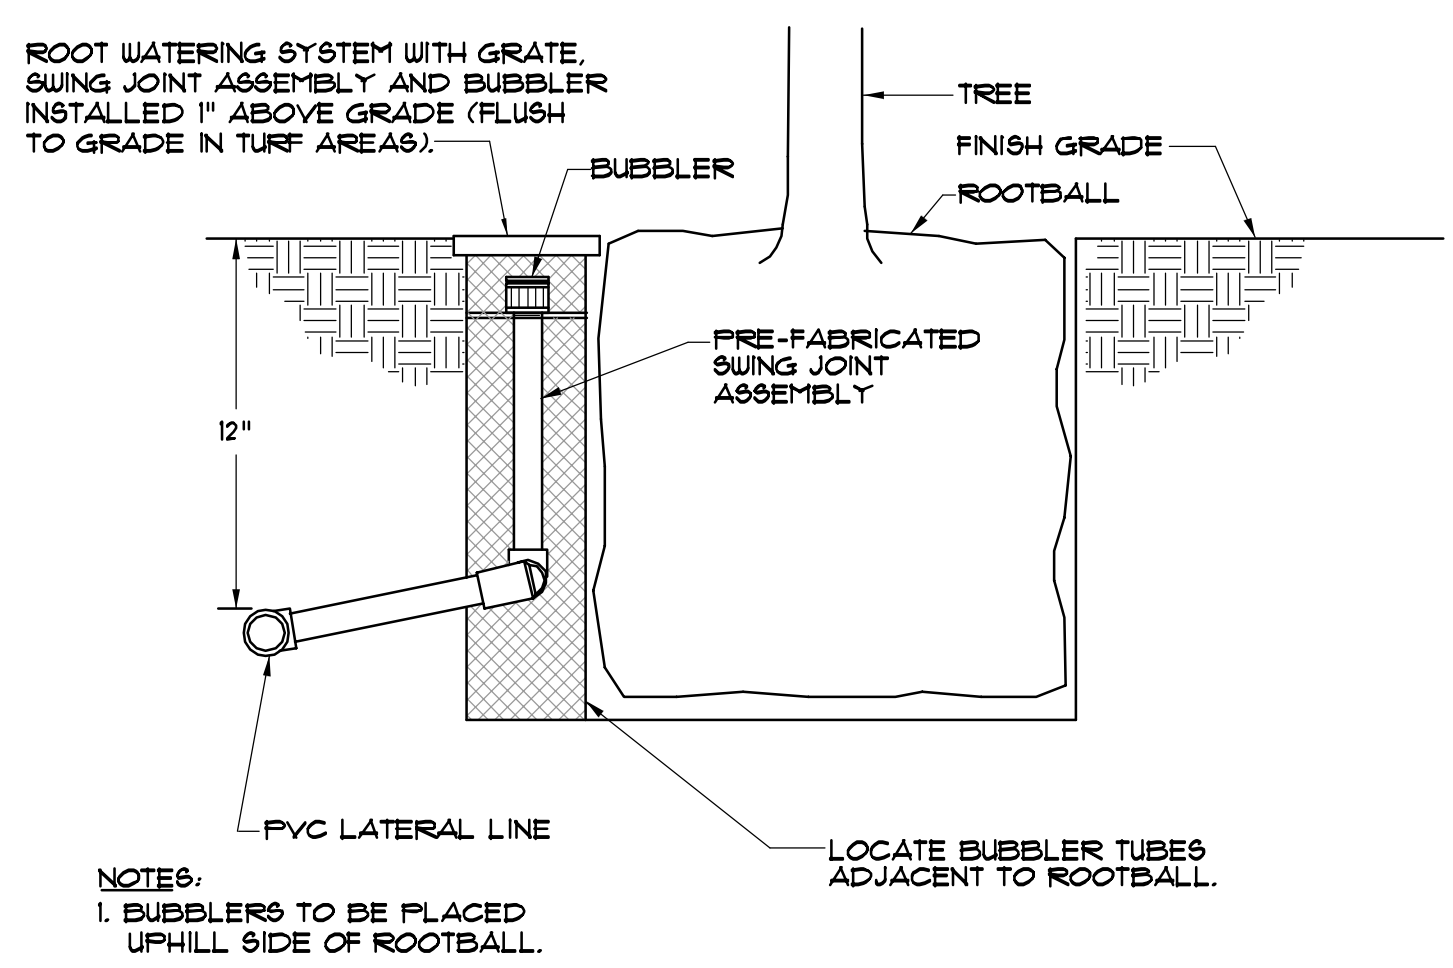 ROOT WATERING SYSTEM WITH GRATE,
SWING JOINT ASSEMBLY AND BUBBLER
INSTALLED 1" ABOVE GRADE (FLUSH
TO GRADE IN TURF AREAS).
BUBBLER
TREE
FINISH GRADE
ROOTBALL
PRE-FABRICATED
SWING JOINT
ASSEMBLY
12"
PVC LATERAL LINE
LOCATE BUBBLER TUBES
ADJACENT TO ROOTBALL.
NOTES:
1. BUBBLERS TO BE PLACED
UPHILL SIDE OF ROOTBALL.